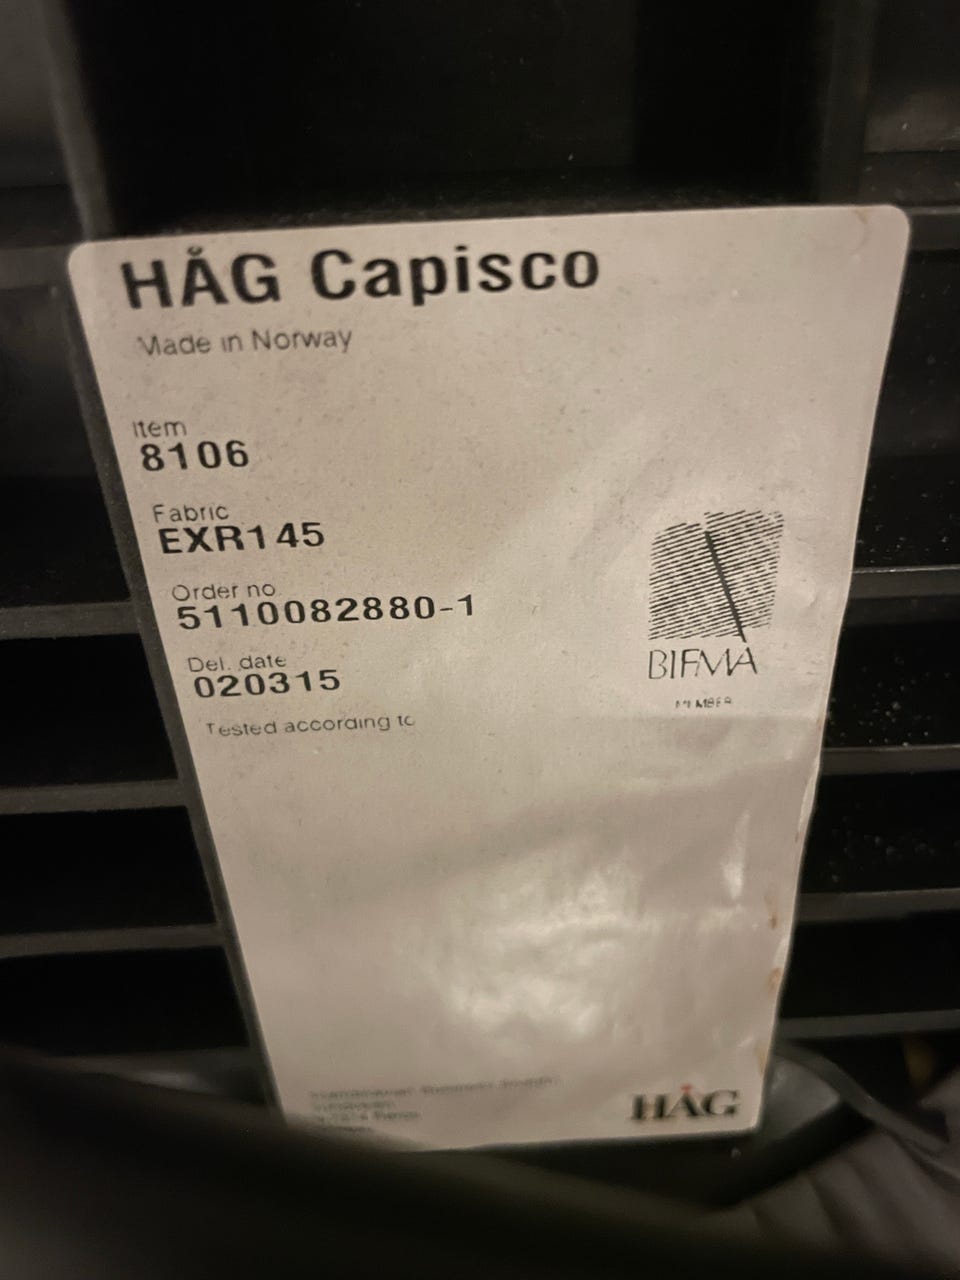 HÅG Capisco
Made in Norway
Item
8106
Fabric
EXR145
Order no.
5110082880-1
Del. date
020315
Tested according to
BIFMA
MEMBER
HÅG